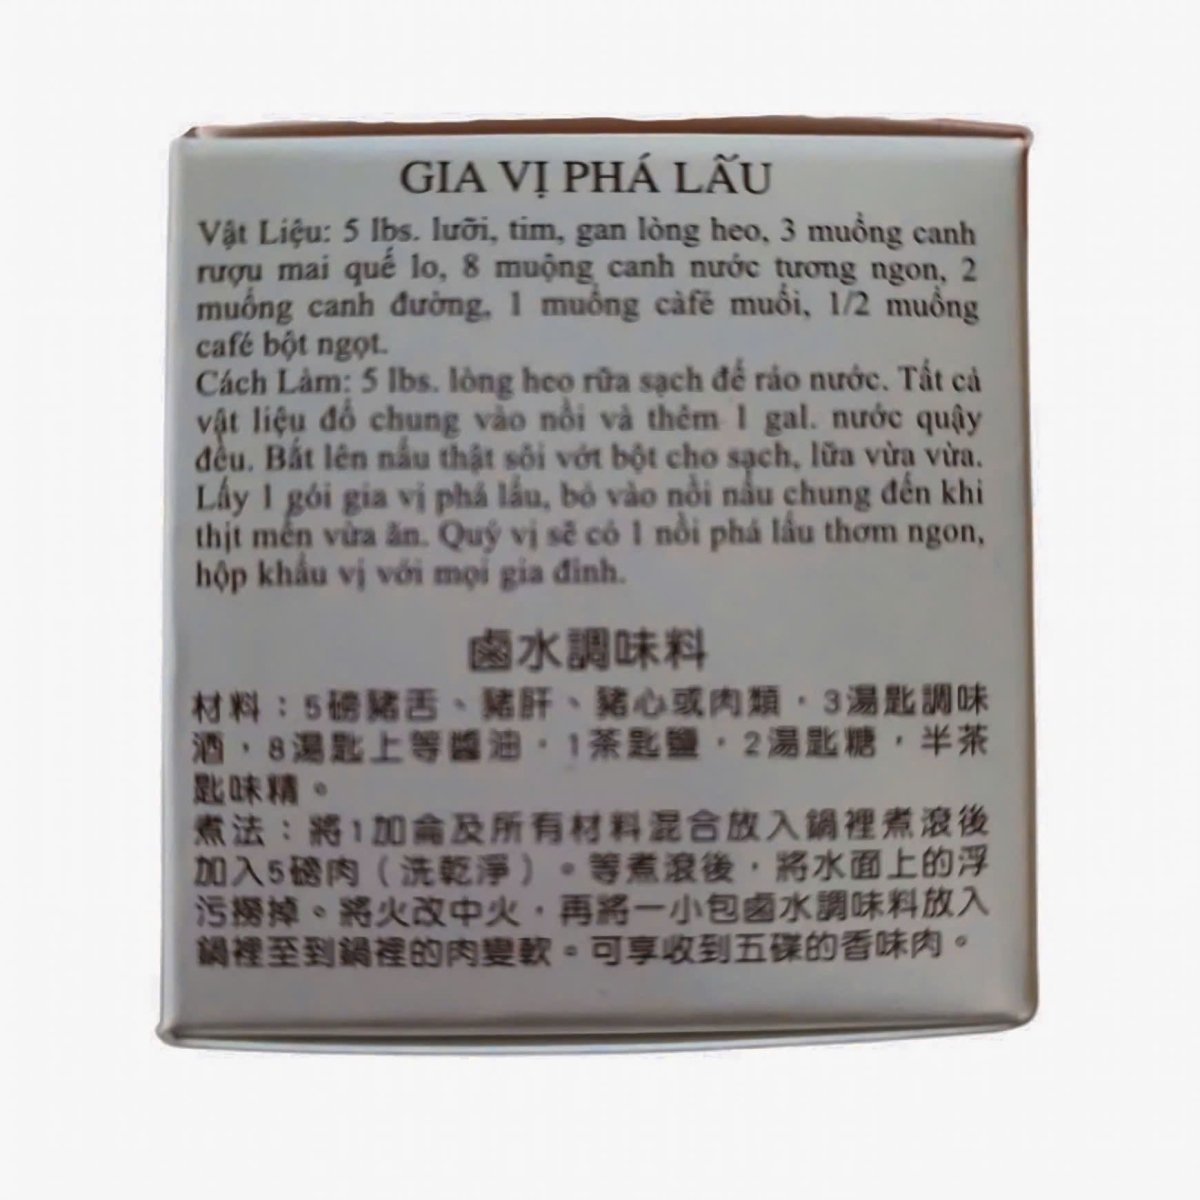 GIA VỊ PHÁ LẤU
Vật Liệu: 5 lbs. lưỡi, tim, gan lòng heo, 3 muổng canh
rượu mai quế lo, 8 muộng canh nước tương ngon, 2
muổng canh đường, 1 muổng càfê muối, 1/2 muổng
café bột ngọt.
Cách Làm: 5 lbs. lòng heo rữa sạch để ráo nước. Tất cả
vật liệu đổ chung vào nồi và thêm 1 gal. nước quậy
đều. Bắt lên nấu thật sôi vớt bột cho sạch, lữa vừa vừa.
Lấy 1 gói gia vị phá lấu, bỏ vào nồi nấu chung đến khi
thịt mền vừa ăn. Quý vị sẽ có 1 nồi phá lấu thơm ngon,
hộp khẩu vị với mọi gia đình.
鹵水調味料
材料：5磅豬舌、豬肝、豬心或肉類，3湯匙調味
酒，8湯匙上等醬油，1茶匙鹽，2湯匙糖，半茶
匙味精。
煮法：將1加侖及所有材料混合放入鍋裡煮滾後
加入5磅肉（洗乾淨）。等煮滾後，將水面上的浮
污撈掉。將火改中火，再將一小包鹵水調味料放入
鍋裡至到鍋裡的肉變軟。可享收到五碟的香味肉。